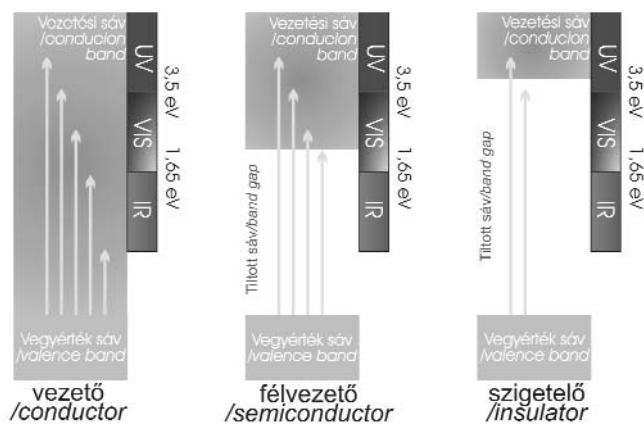 Vozctósi sáv
/conducion
band
UV
VIS
IR
3,5 eV
1,65 eV
Vegyérték sáv
/valence band
vezető
/conductor
Vezetési sáv
/conducion
band
UV
VIS
IR
3,5 eV
1,65 eV
Tiltott sáv/band gap
Vegyérték sáv
/valence band
félvezető
/semiconductor
Vezetési sáv
/conducion
band
UV
VIS
IR
3,5 eV
1,65 eV
Tiltott sáv/band gap
Vegyérték sáv
/valence band
szigetelő
/insulator